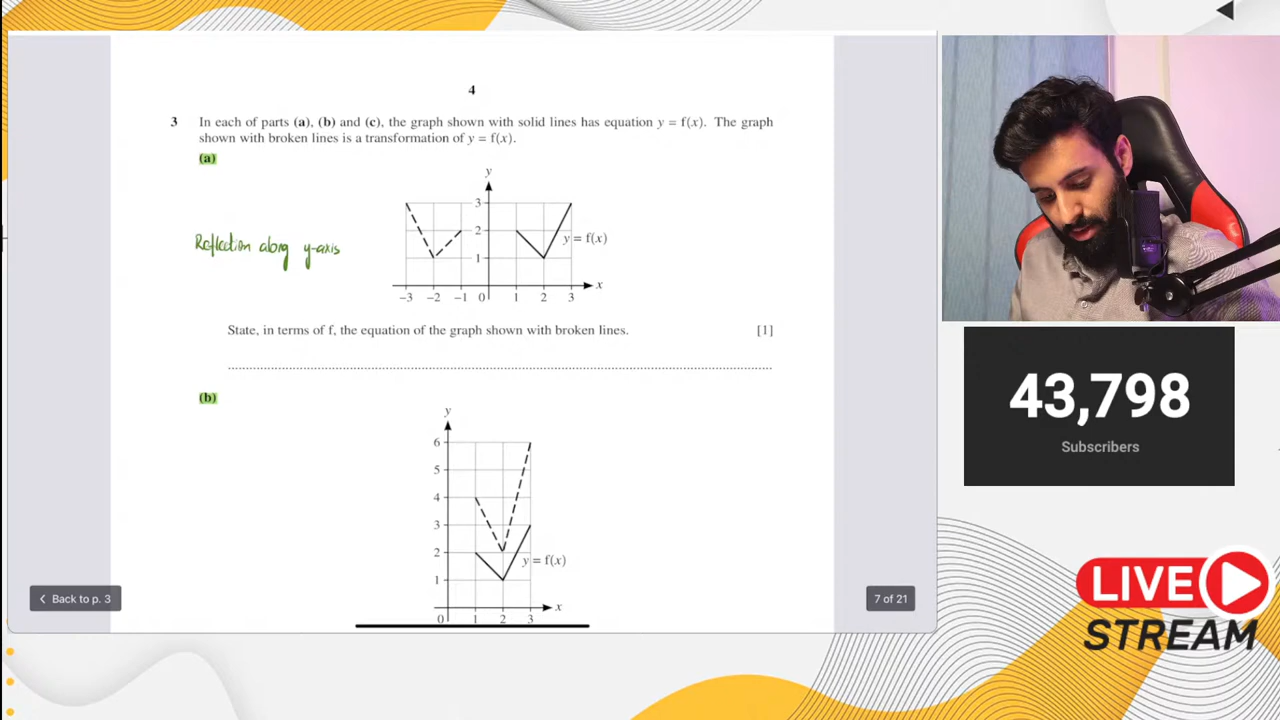 4
3 In each of parts (a), (b) and (c), the graph shown with solid lines has equation y = f(x). The graph
shown with broken lines is a transformation of y = f(x).
(a)
Reflection along y-axis
y
3
2
1
y = f(x)
−3 −2 −1 0 1 2 3 x
State, in terms of f, the equation of the graph shown with broken lines. [1]
(b)
y
6
5
4
3
2
1
y = f(x)
0 1 2 3 x
Back to p. 3
7 of 21
43,798
Subscribers
LIVE
STREAM